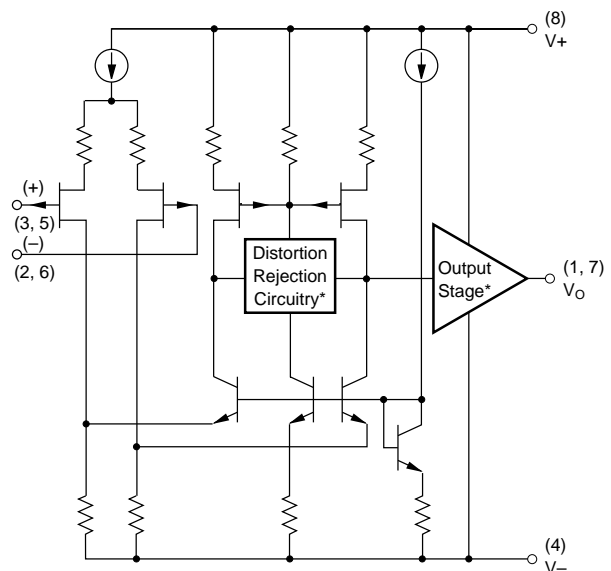 (8)
V+
(+)
(3, 5)
(–)
(2, 6)
Distortion
Rejection
Circuitry*
Output
Stage*
(1, 7)
VO
(4)
V–